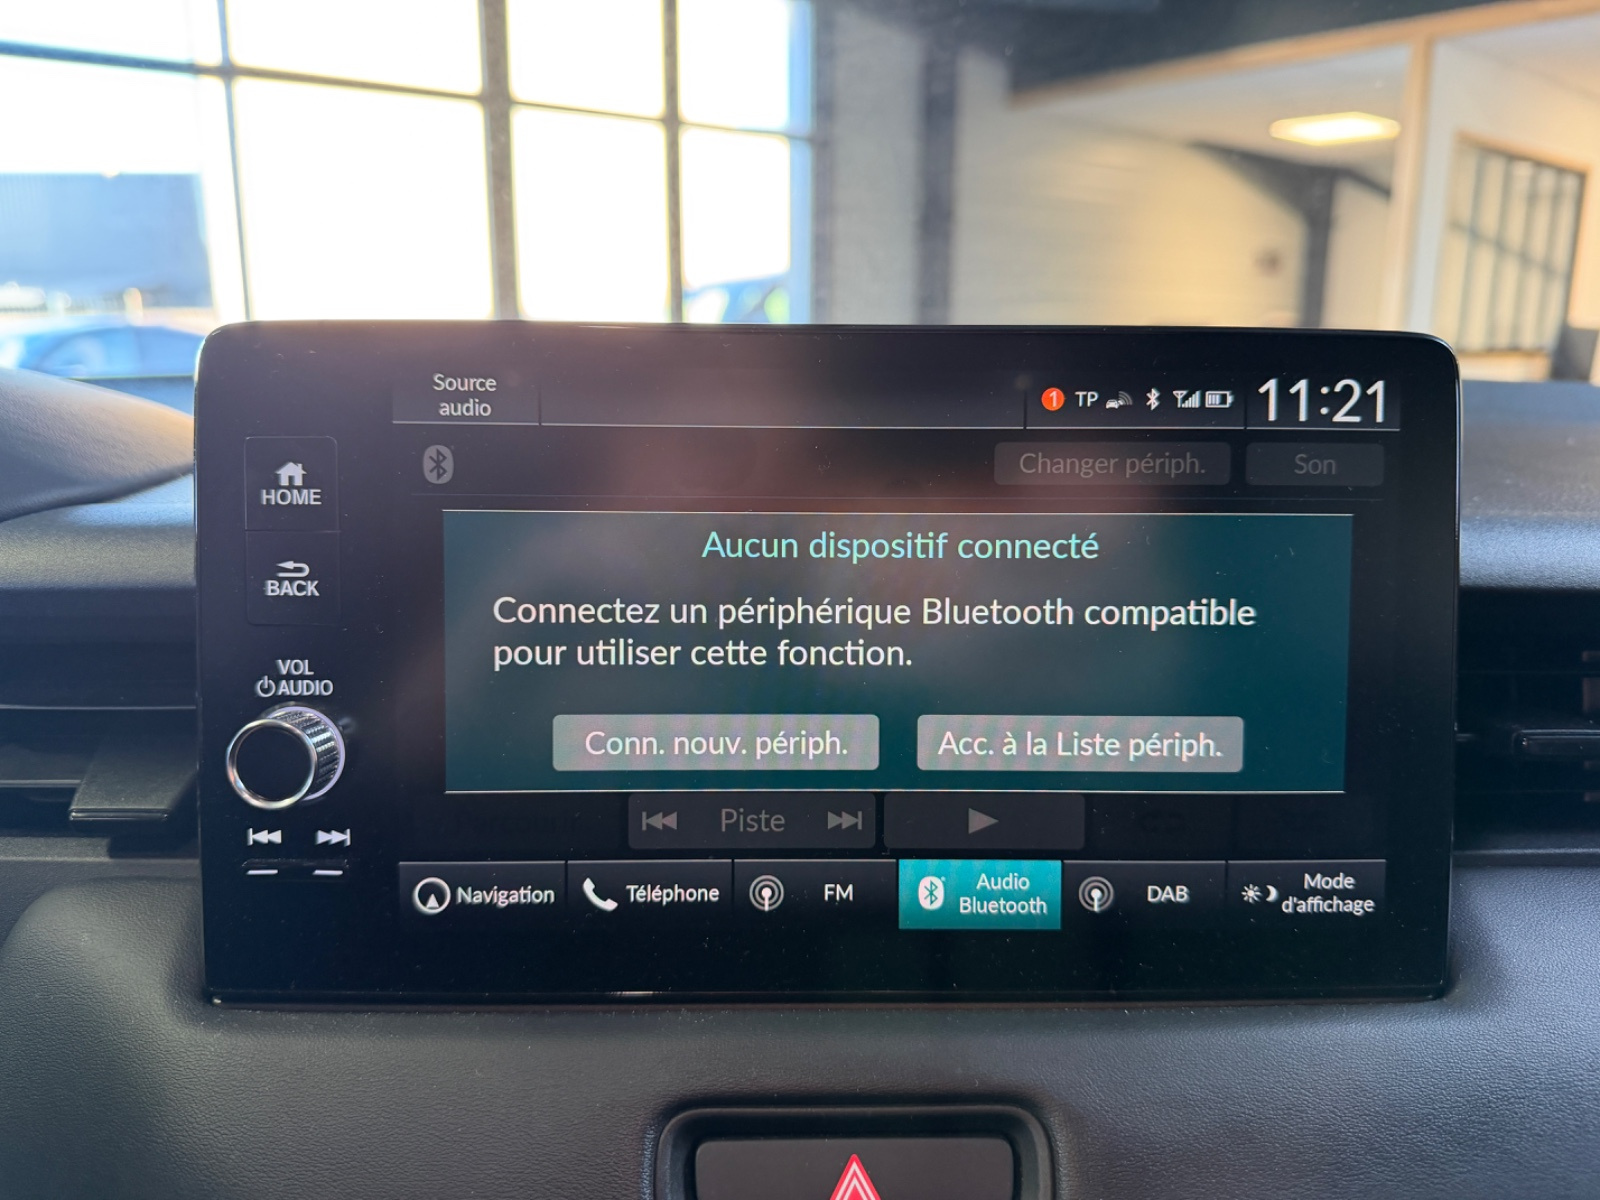 Source
audio
1 TP 11:21
Changer périph. Son
HOME
BACK
VOL
AUDIO
Aucun dispositif connecté
Connectez un périphérique Bluetooth compatible
pour utiliser cette fonction.
Conn. nouv. périph. Acc. à la Liste périph.
Piste
Navigation Téléphone FM Audio
Bluetooth DAB Mode
d'affichage